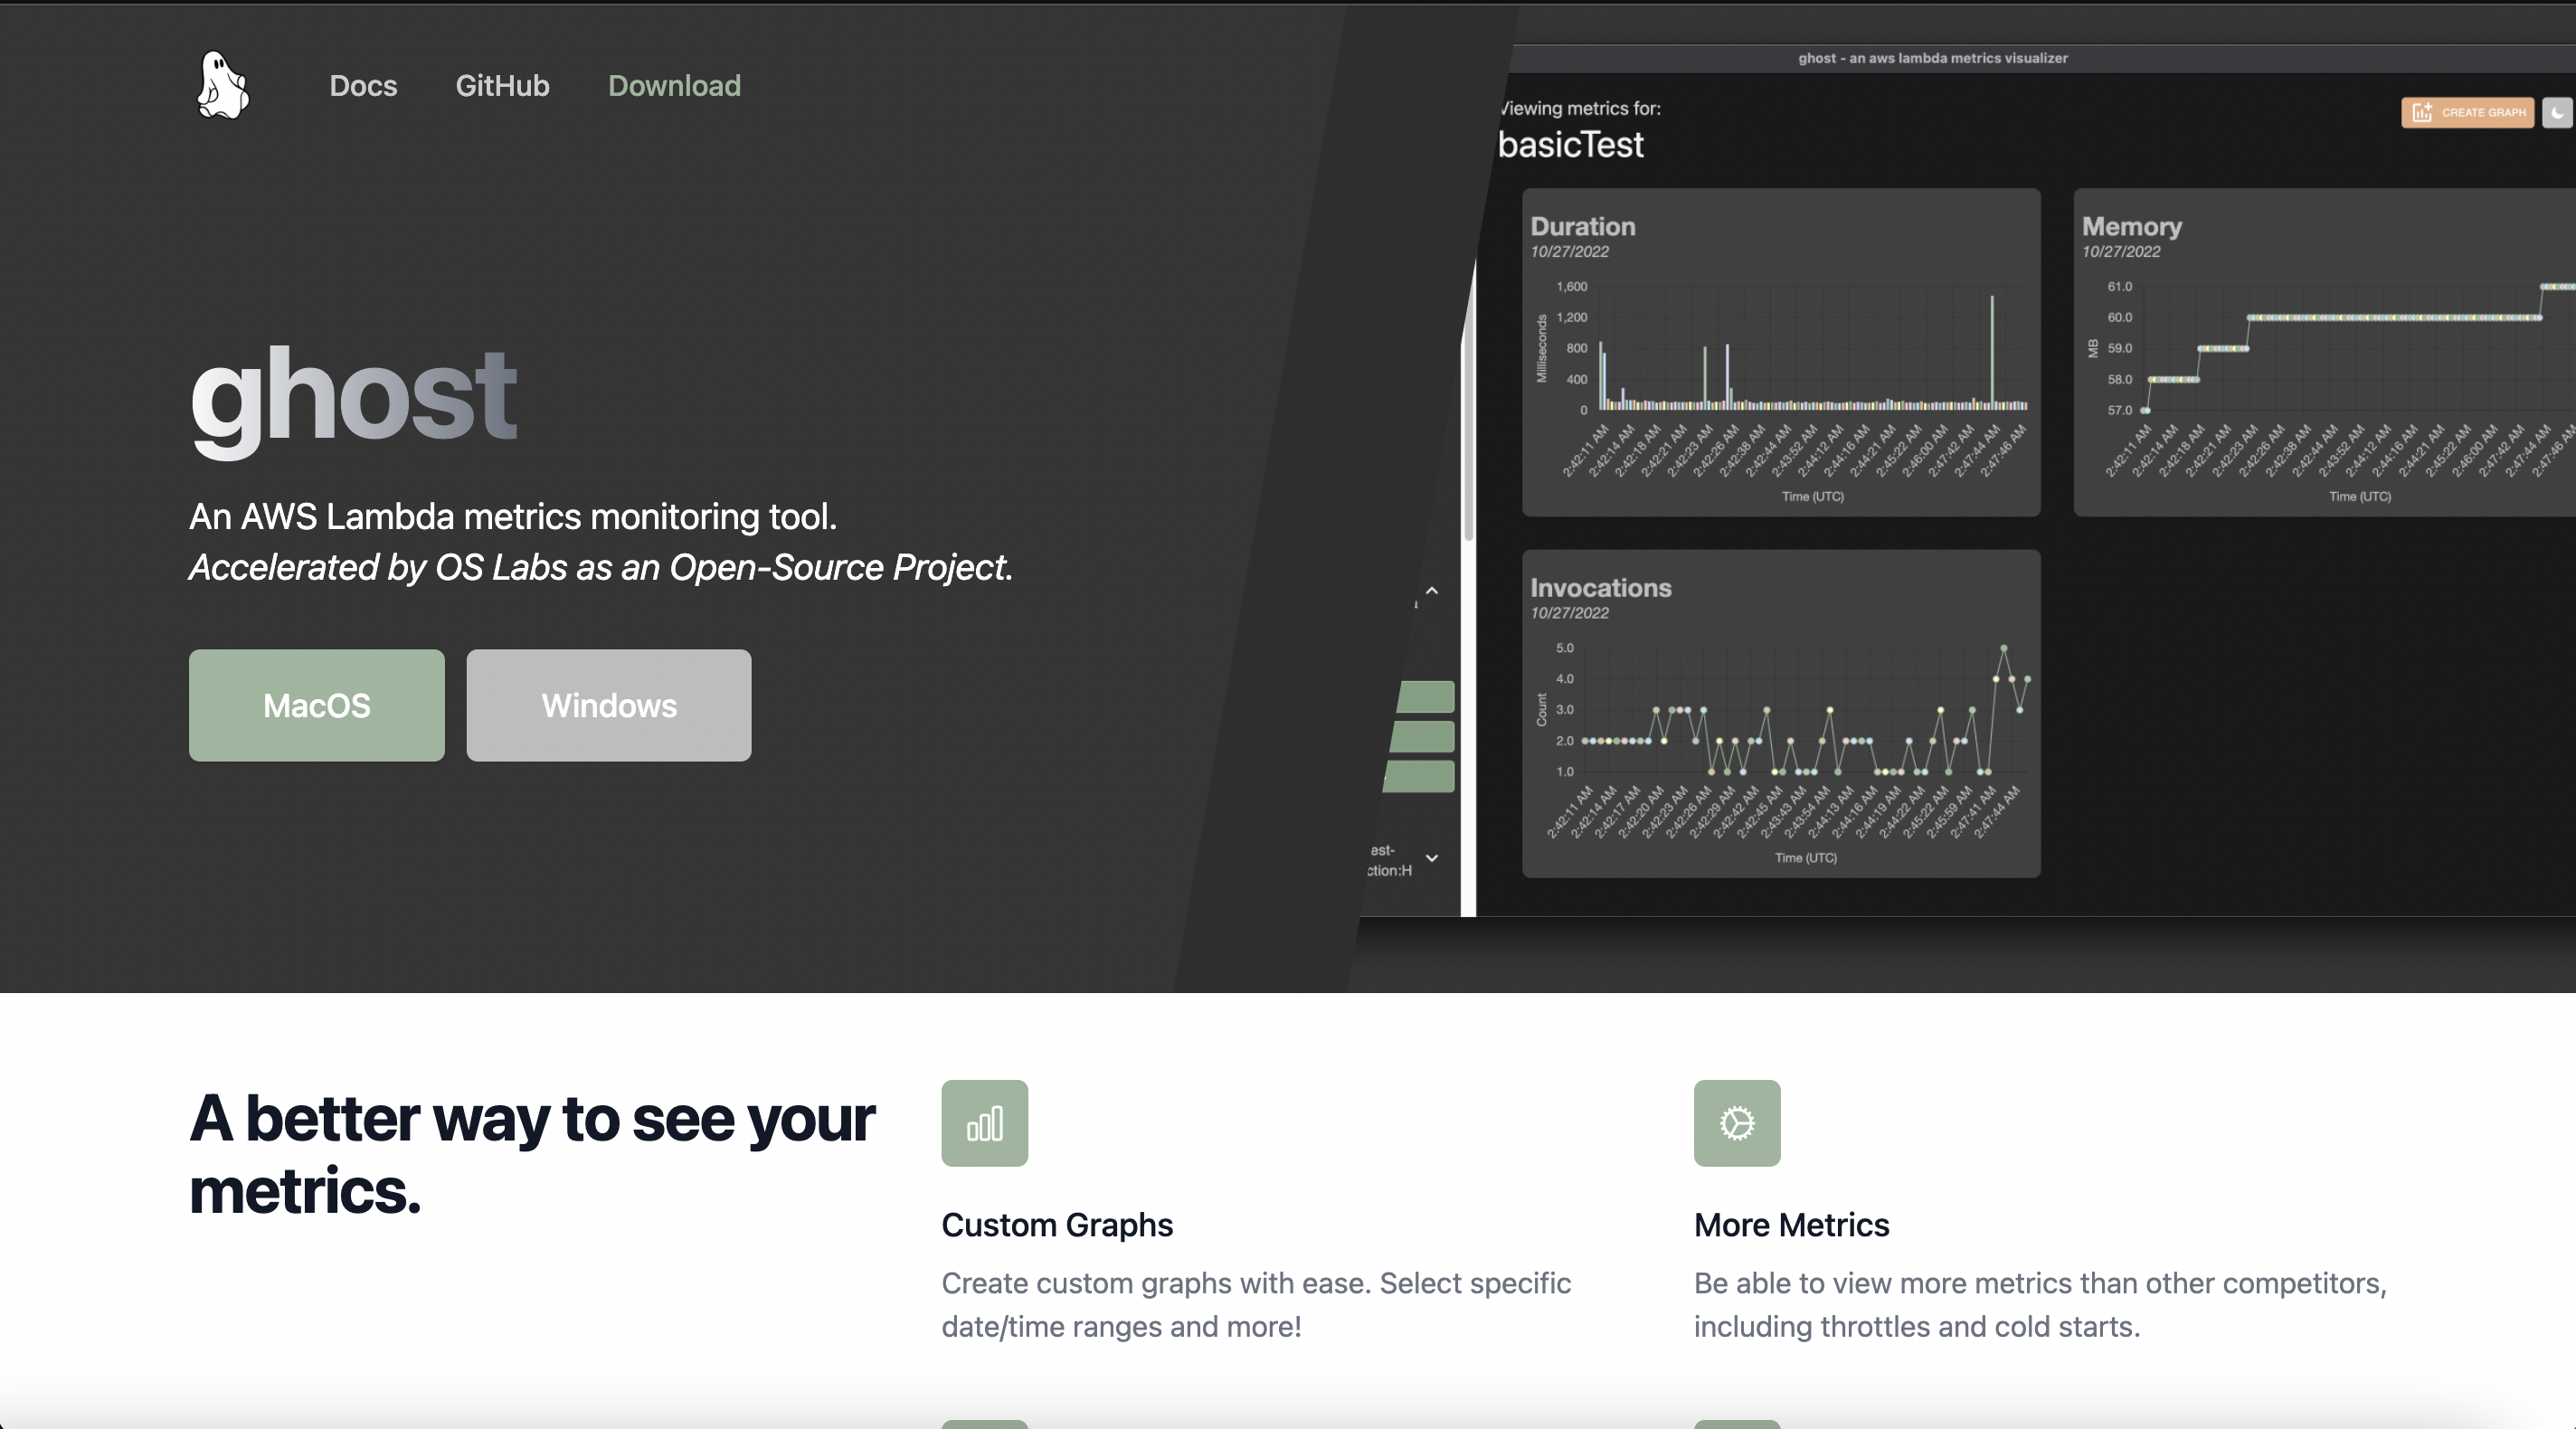 Docs
GitHub
Download
ghost
An AWS Lambda metrics monitoring tool.
Accelerated by OS Labs as an Open-Source Project.
MacOS
Windows
ghost - an aws lambda metrics visualizer
Viewing metrics for:
basicTest
CREATE GRAPH
Duration
10/27/2022
Milliseconds
1,600
1,200
800
400
0
2:42:11 AM
2:42:14 AM
2:42:18 AM
2:42:21 AM
2:42:23 AM
2:42:26 AM
2:42:38 AM
2:42:44 AM
2:43:52 AM
2:44:12 AM
2:44:16 AM
2:44:21 AM
2:45:22 AM
2:46:00 AM
2:47:42 AM
2:47:44 AM
2:47:46 AM
Time (UTC)
Memory
10/27/2022
MB
61.0
60.0
59.0
58.0
57.0
2:42:11 AM
2:42:14 AM
2:42:18 AM
2:42:21 AM
2:42:23 AM
2:42:26 AM
2:42:38 AM
2:42:44 AM
2:43:52 AM
2:44:12 AM
2:44:16 AM
2:44:21 AM
2:45:22 AM
2:46:00 AM
2:47:42 AM
2:47:44 AM
2:47:46 AM
Time (UTC)
Invocations
10/27/2022
Count
5.0
4.0
3.0
2.0
1.0
2:42:11 AM
2:42:14 AM
2:42:17 AM
2:42:20 AM
2:42:23 AM
2:42:26 AM
2:42:29 AM
2:42:42 AM
2:42:45 AM
2:43:43 AM
2:43:54 AM
2:44:13 AM
2:44:16 AM
2:44:19 AM
2:44:22 AM
2:45:22 AM
2:45:59 AM
2:47:41 AM
2:47:44 AM
Time (UTC)
est-
ction:H
A better way to see your
metrics.
Custom Graphs
Create custom graphs with ease. Select specific
date/time ranges and more!
More Metrics
Be able to view more metrics than other competitors,
including throttles and cold starts.